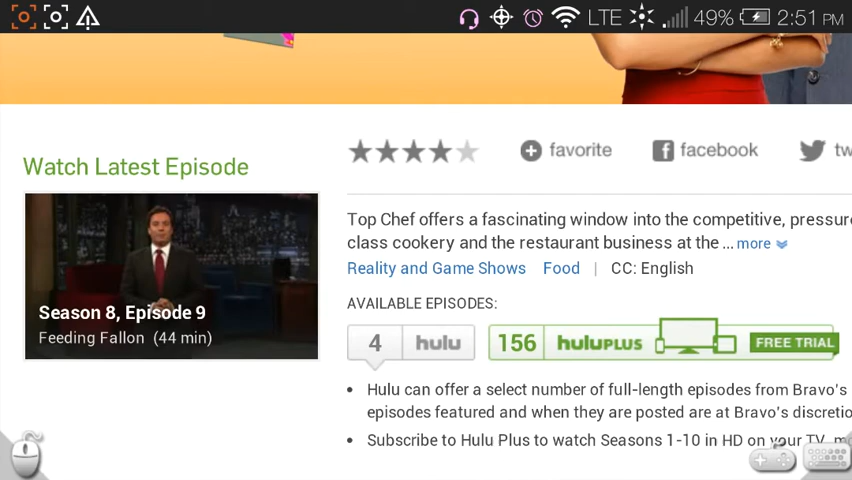 LTE 49% 2:51 PM
Watch Latest Episode
favorite
facebook
tw
Season 8, Episode 9
Feeding Fallon (44 min)
Top Chef offers a fascinating window into the competitive, pressur
class cookery and the restaurant business at the ... more
Reality and Game Shows Food | CC: English
AVAILABLE EPISODES:
4 hulu 156 huluPLUS FREE TRIAL
• Hulu can offer a select number of full-length episodes from Bravo's
episodes featured and when they are posted are at Bravo's discretio
• Subscribe to Hulu Plus to watch Seasons 1-10 in HD on your TV, mo